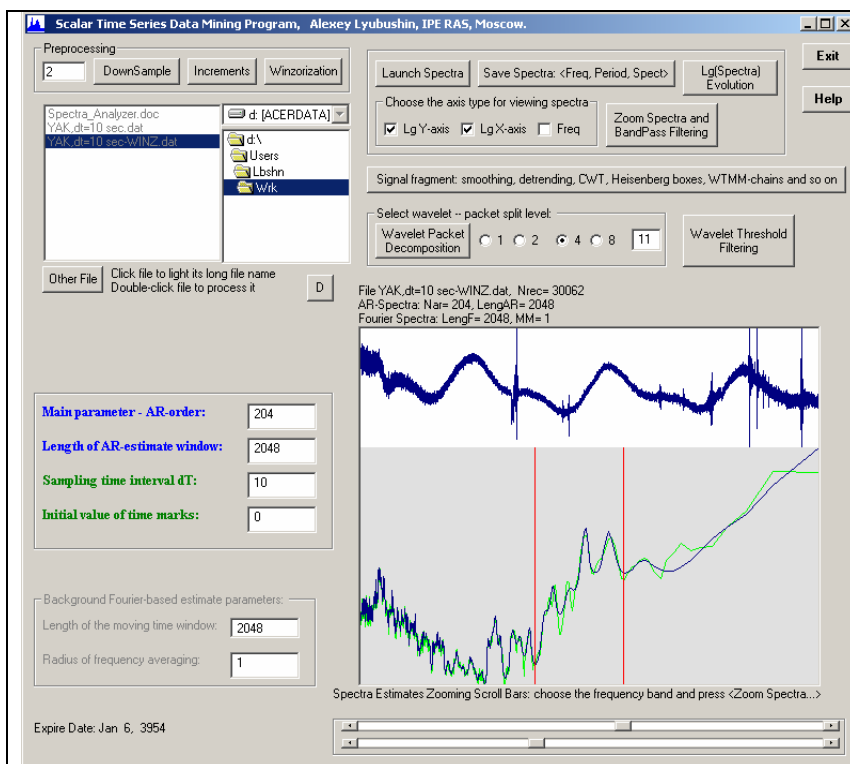 Scalar Time Series Data Mining Program, Alexey Lyubushin, IPE RAS, Moscow.
Preprocessing
2
DownSample
Increments
Winzorization
Launch Spectra
Save Spectra: <Freq, Period, Spect>
Lg(Spectra)
Evolution
Exit
Help
Choose the axis type for viewing spectra
Lg Y-axis
Lg X-axis
Freq
Zoom Spectra and
BandPass Filtering
Spectra_Analyzer.doc
YAK,dt=10 sec.dat
YAK,dt=10 sec-WINZ.dat
d: [ACERDATA]
d:\
Users
Lbshn
Wrk
Signal fragment: smoothing, detrending, CWT, Heisenberg boxes, WTMM-chains and so on
Select wavelet -- packet split level:
Wavelet Packet
Decomposition
1
2
4
8
11
Wavelet Threshold
Filtering
Other File
Click file to light its long file name
Double-click file to process it
D
File YAK,dt=10 sec-WINZ.dat, Nrec= 30062
AR-Spectra: Nar= 204, LengAR= 2048
Fourier Spectra: LengF= 2048, MM= 1
Main parameter - AR-order:
204
Length of AR-estimate window:
2048
Sampling time interval dT:
10
Initial value of time marks:
0
Background Fourier-based estimate parameters:
Length of the moving time window:
2048
Radius of frequency averaging:
1
Spectra Estimates Zooming Scroll Bars: choose the frequency band and press <Zoom Spectra...>
Expire Date: Jan 6, 3954